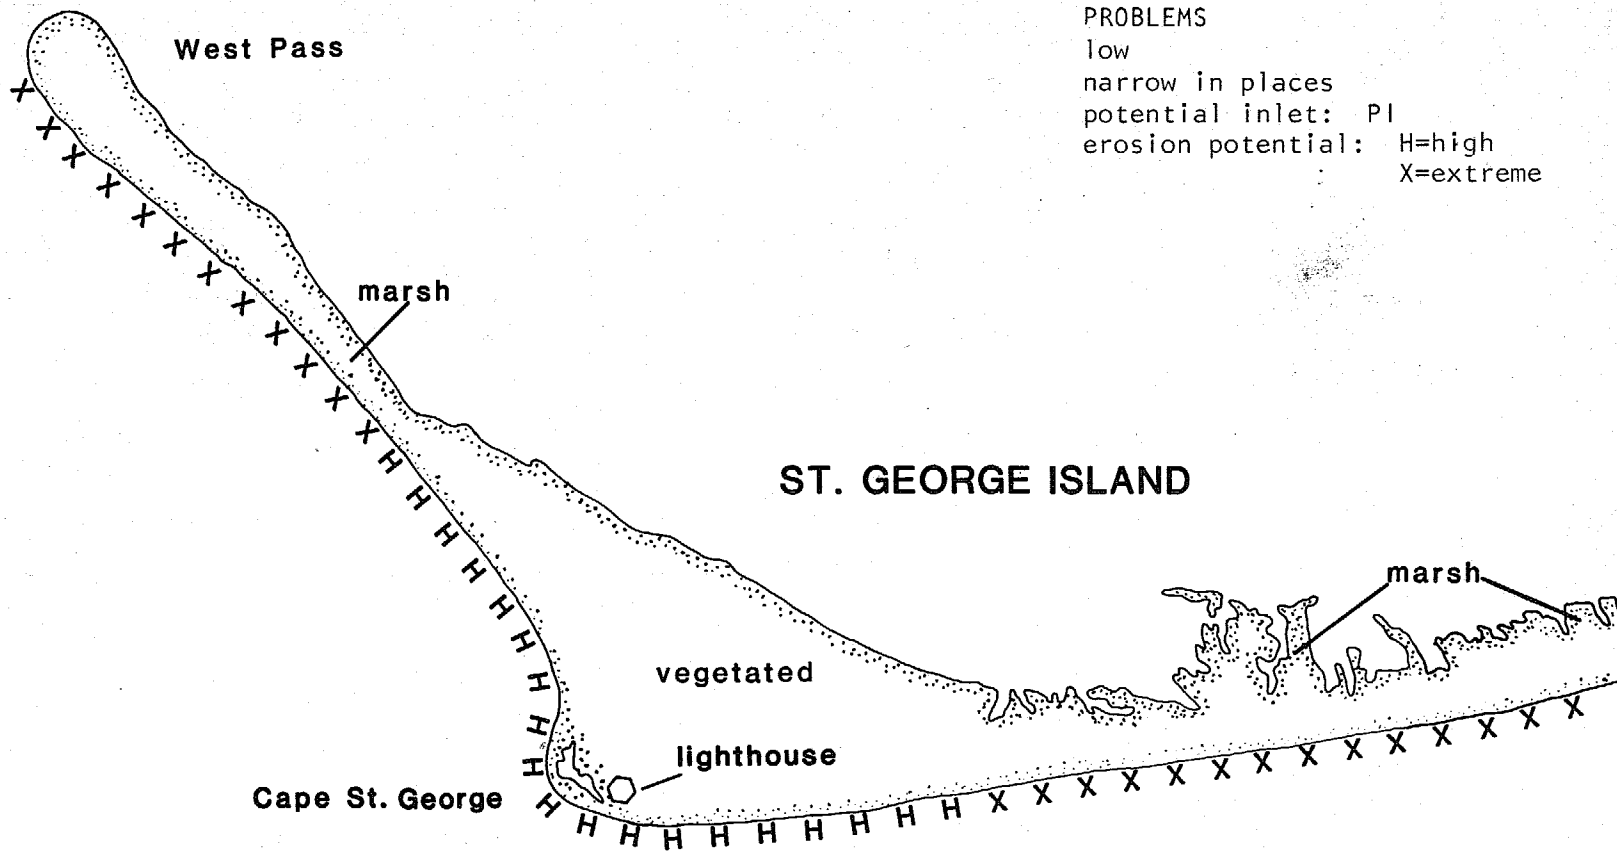 PROBLEMS
low
narrow in places
potential inlet: PI
erosion potential: H=high
X=extreme
West Pass
marsh
ST. GEORGE ISLAND
marsh
vegetated
lighthouse
Cape St. George
X X X X X X X X X X X X
H H H H H H H H H H H H H H H H H H
X X X X X X X X X X X X X X